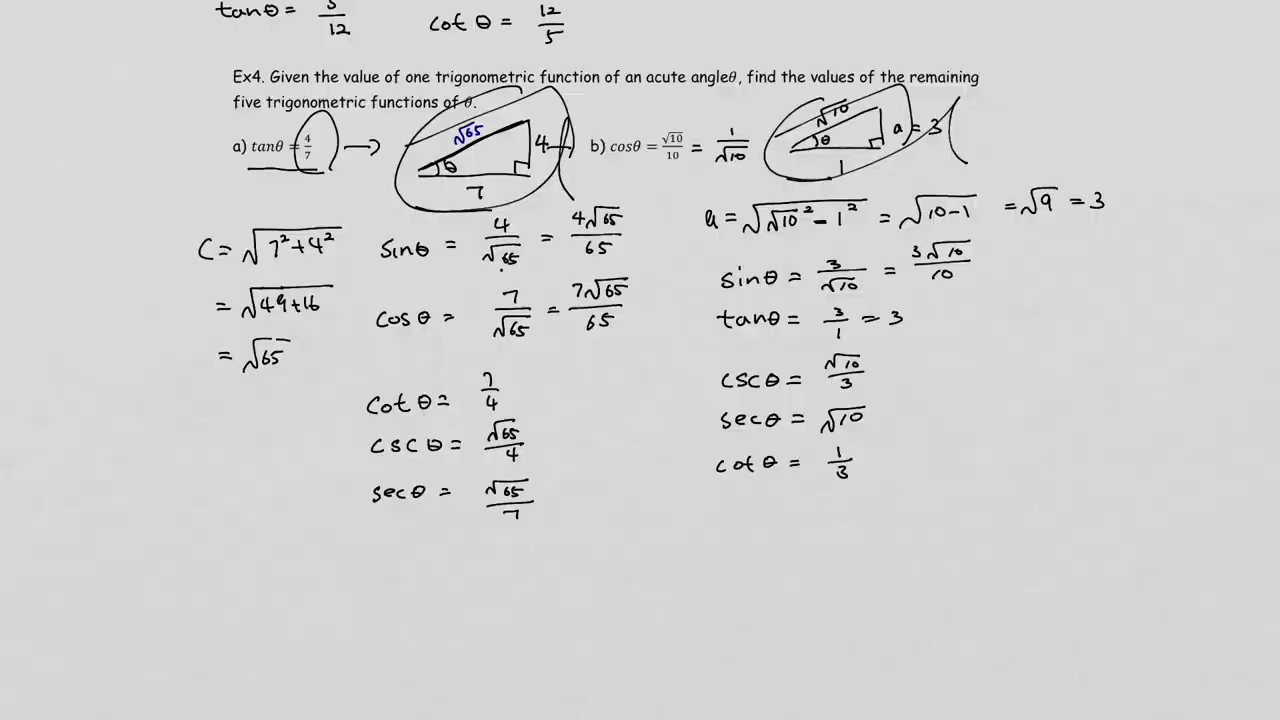 tanθ = 5/12
cot θ = 12/5
Ex4. Given the value of one trigonometric function of an acute angleθ, find the values of the remaining
five trigonometric functions of θ.
a) tanθ = 4/7 →
√65
θ
4
7
C = √(7²+4²)
= √(49+16)
= √65
sinθ = 4/√65 = 4√65/65
cos θ = 7/√65 = 7√65/65
cot θ = 7/4
csc θ = √65/4
sec θ = √65/7
b) cosθ = √10/10 = 1/√10
√10
θ
a = 3
1
a = √(√10² - 1²) = √(10-1) = √9 = 3
sinθ = 3/√10 = 3√10/10
tanθ = 3/1 = 3
cscθ = √10/3
secθ = √10
cotθ = 1/3